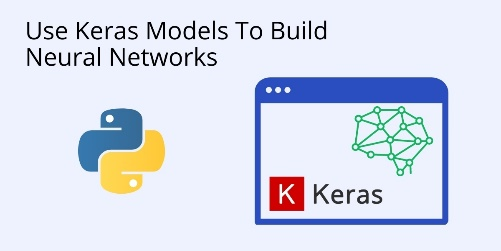 Use Keras Models To Build
Neural Networks
K Keras